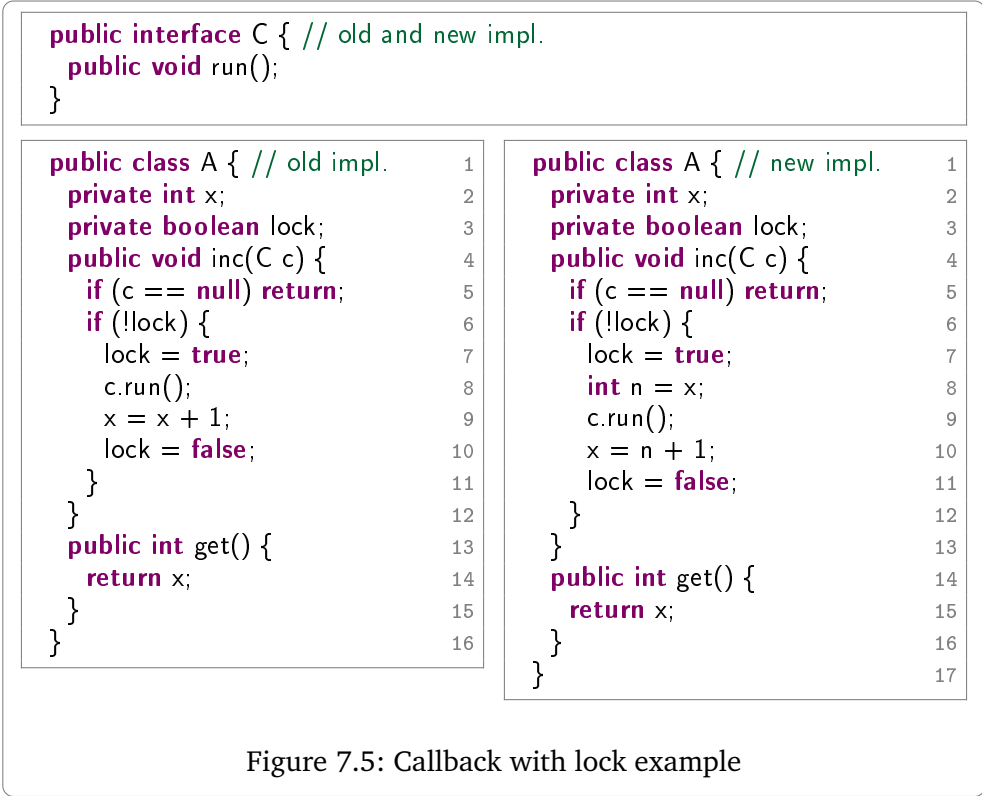 public interface C { // old and new impl.
public void run();
}
public class A { // old impl. 1
private int x; 2
private boolean lock; 3
public void inc(C c) { 4
if (c == null) return; 5
if (!lock) { 6
lock = true; 7
c.run(); 8
x = x + 1; 9
lock = false; 10
} 11
} 12
public int get() { 13
return x; 14
} 15
} 16
public class A { // new impl. 1
private int x; 2
private boolean lock; 3
public void inc(C c) { 4
if (c == null) return; 5
if (!lock) { 6
lock = true; 7
int n = x; 8
c.run(); 9
x = n + 1; 10
lock = false; 11
} 12
} 13
public int get() { 14
return x; 15
} 16
} 17
Figure 7.5: Callback with lock example